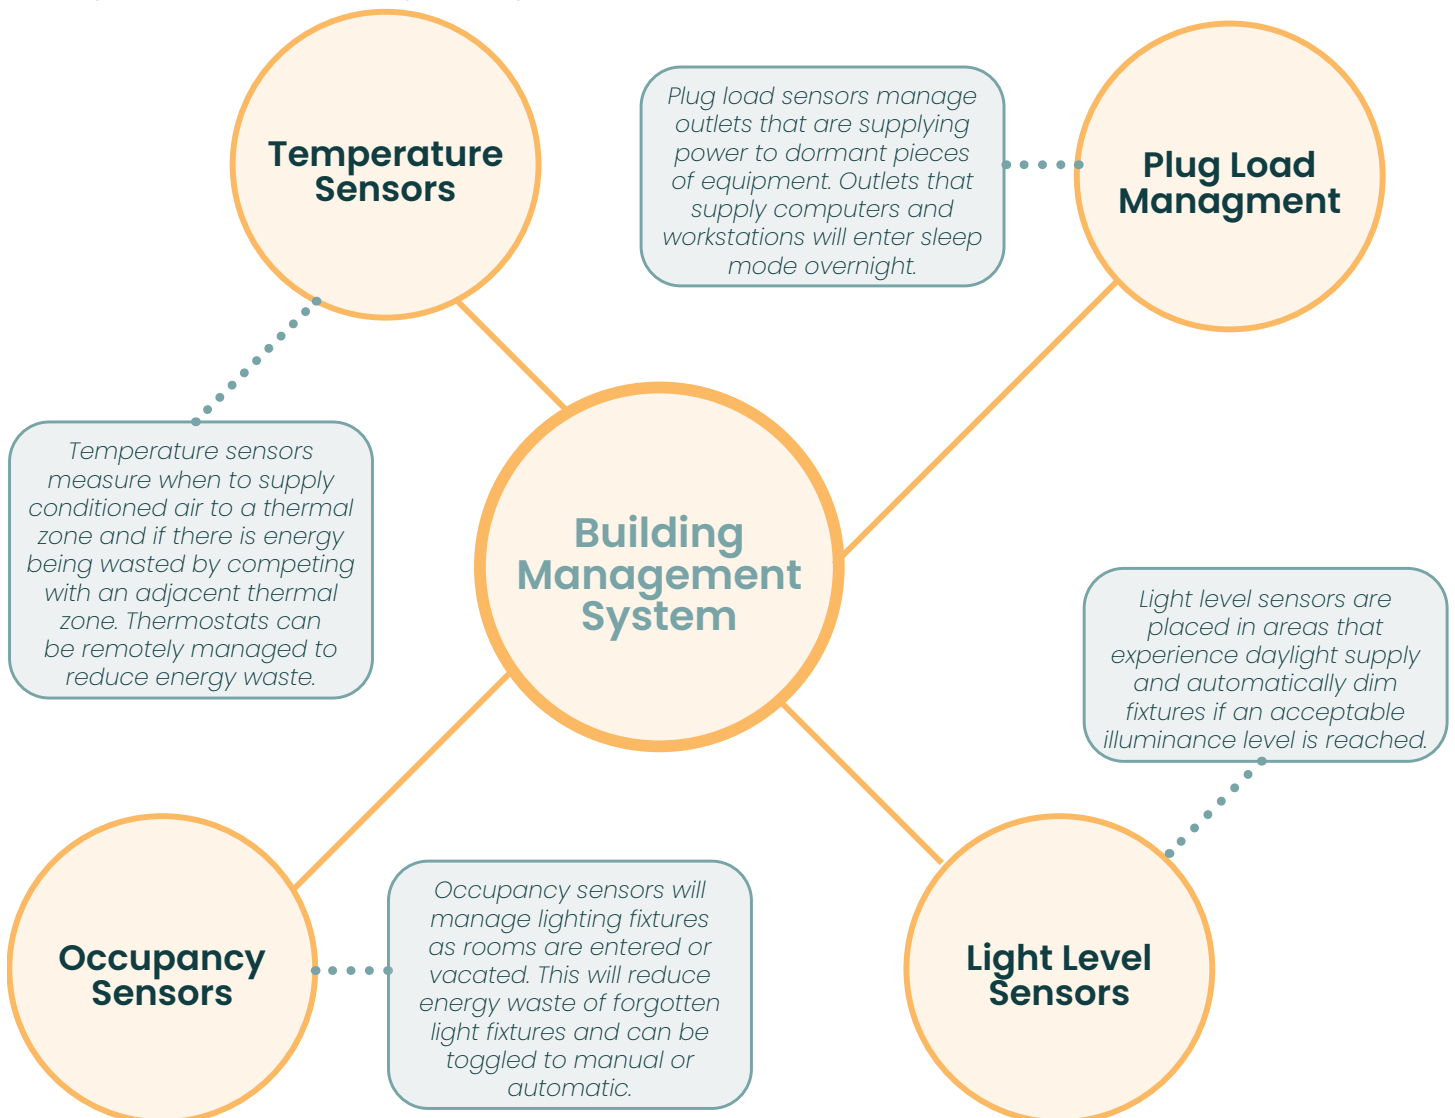 Temperature
Sensors
Plug load sensors manage
outlets that are supplying
power to dormant pieces
of equipment. Outlets that
supply computers and
workstations will enter sleep
mode overnight.
Plug Load
Managment
Temperature sensors
measure when to supply
conditioned air to a thermal
zone and if there is energy
being wasted by competing
with an adjacent thermal
zone. Thermostats can
be remotely managed to
reduce energy waste.
Building
Management
System
Light level sensors are
placed in areas that
experience daylight supply
and automatically dim
fixtures if an acceptable
illuminance level is reached.
Occupancy
Sensors
Occupancy sensors will
manage lighting fixtures
as rooms are entered or
vacated. This will reduce
energy waste of forgotten
light fixtures and can be
toggled to manual or
automatic.
Light Level
Sensors